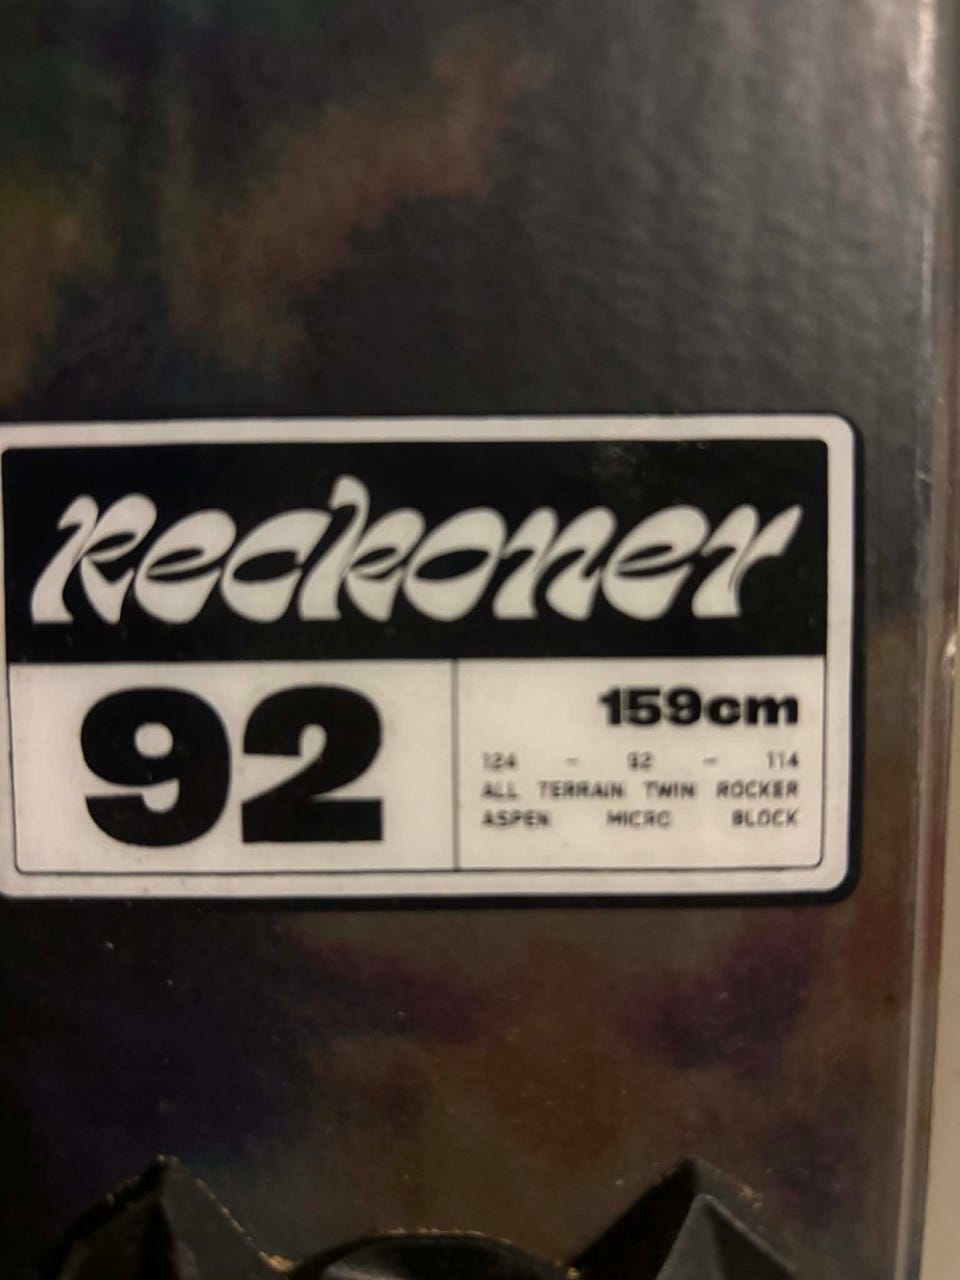 Reckoner
92
159cm
124 - 92 - 114
ALL TERRAIN TWIN ROCKER
ASPEN MICRO BLOCK